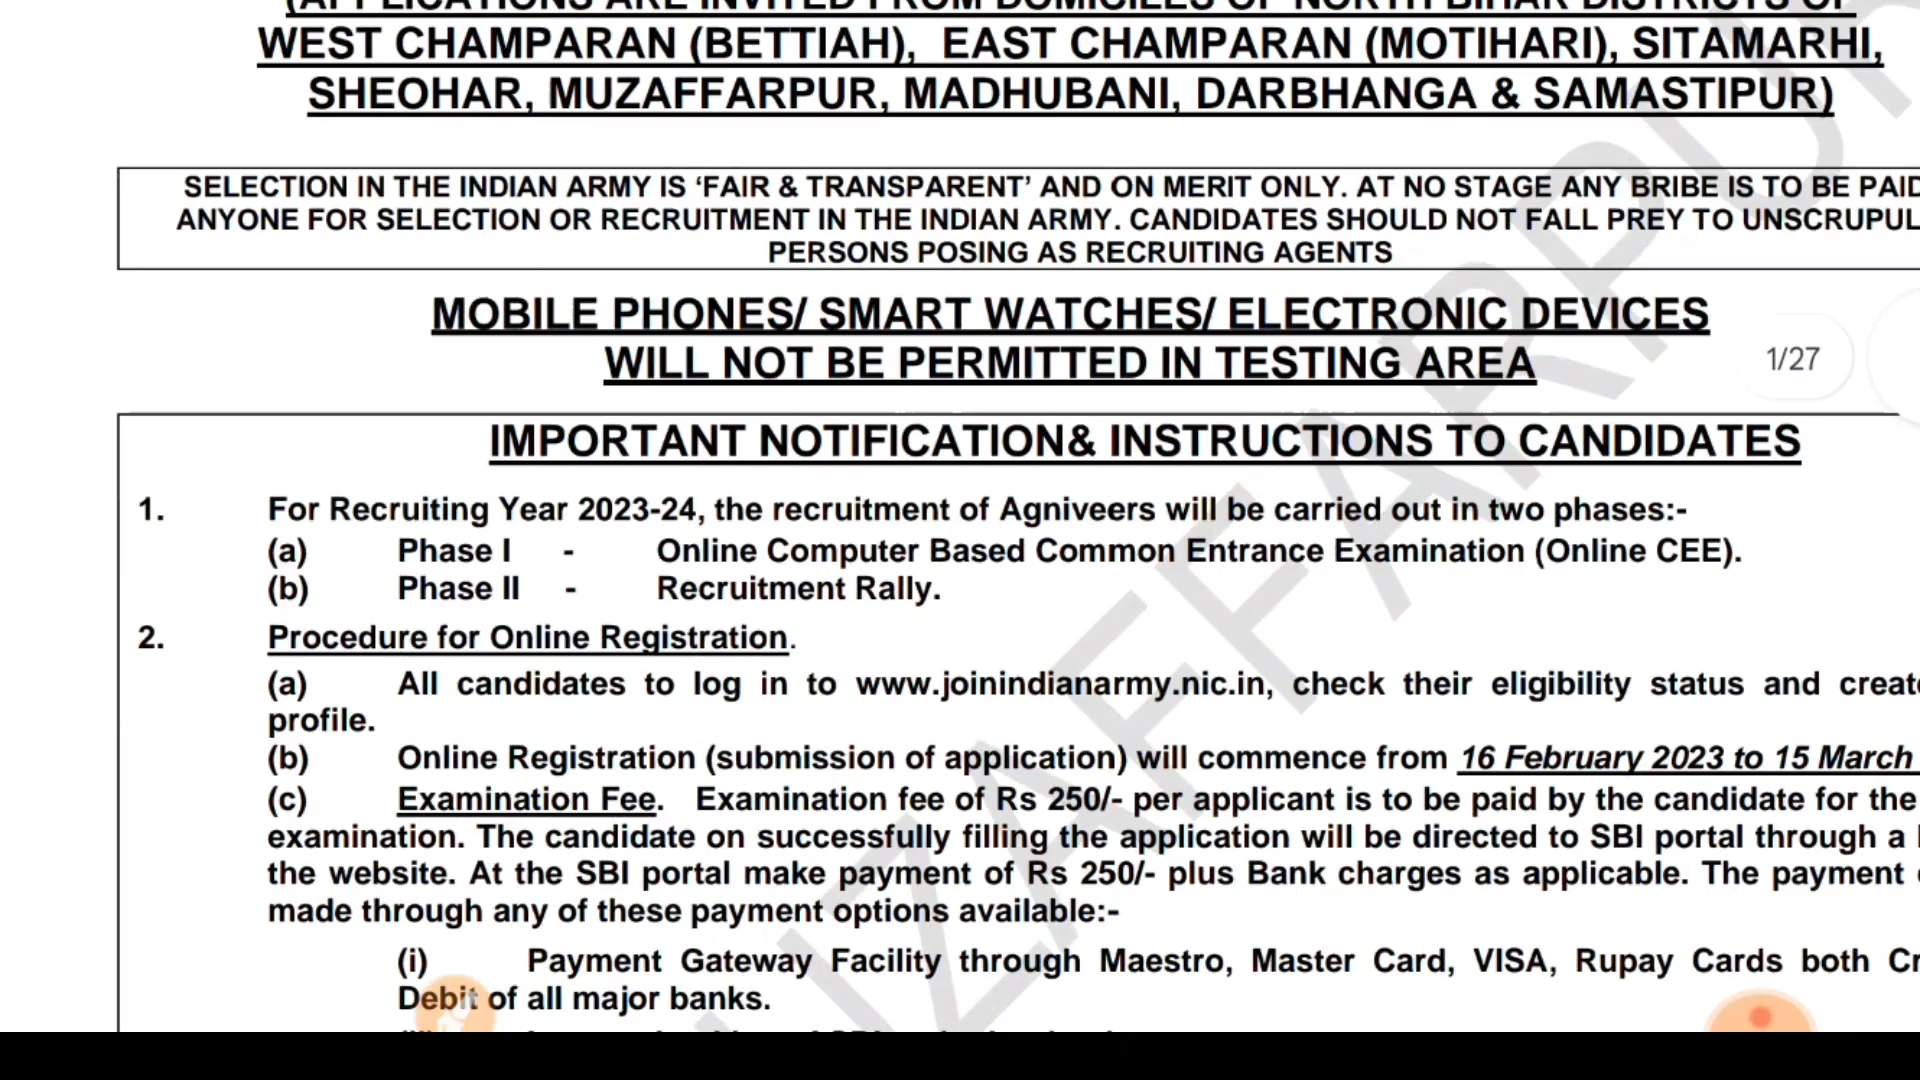 (APPLICATIONS ARE INVITED FROM DOMICILES OF NORTH BIHAR DISTRICTS OF
WEST CHAMPARAN (BETTIAH), EAST CHAMPARAN (MOTIHARI), SITAMARHI,
SHEOHAR, MUZAFFARPUR, MADHUBANI, DARBHANGA & SAMASTIPUR)
SELECTION IN THE INDIAN ARMY IS ‘FAIR & TRANSPARENT’ AND ON MERIT ONLY. AT NO STAGE ANY BRIBE IS TO BE PAID
ANYONE FOR SELECTION OR RECRUITMENT IN THE INDIAN ARMY. CANDIDATES SHOULD NOT FALL PREY TO UNSCRUPUL
PERSONS POSING AS RECRUITING AGENTS
MOBILE PHONES/ SMART WATCHES/ ELECTRONIC DEVICES
WILL NOT BE PERMITTED IN TESTING AREA
1/27
IMPORTANT NOTIFICATION& INSTRUCTIONS TO CANDIDATES
1. For Recruiting Year 2023-24, the recruitment of Agniveers will be carried out in two phases:-
(a) Phase I - Online Computer Based Common Entrance Examination (Online CEE).
(b) Phase II - Recruitment Rally.
2. Procedure for Online Registration.
(a) All candidates to log in to www.joinindianarmy.nic.in, check their eligibility status and creat
profile.
(b) Online Registration (submission of application) will commence from 16 February 2023 to 15 March
(c) Examination Fee. Examination fee of Rs 250/- per applicant is to be paid by the candidate for the
examination. The candidate on successfully filling the application will be directed to SBI portal through a
the website. At the SBI portal make payment of Rs 250/- plus Bank charges as applicable. The payment
made through any of these payment options available:-
(i) Payment Gateway Facility through Maestro, Master Card, VISA, Rupay Cards both Cr
Debit of all major banks.